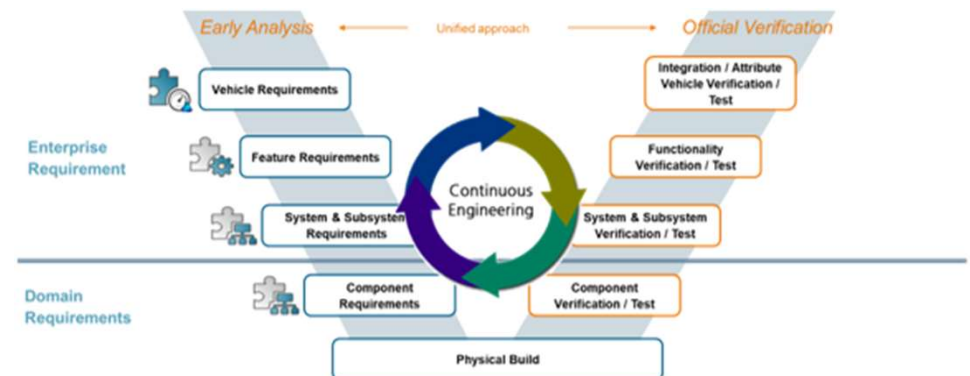 Early Analysis
Unified approach
Official Verification
Vehicle Requirements
Integration / Attribute
Vehicle Verification /
Test
Enterprise
Requirement
Feature Requirements
Functionality
Verification / Test
Continuous
Engineering
System & Subsystem
Requirements
System & Subsystem
Verification / Test
Domain
Requirements
Component
Requirements
Component
Verification / Test
Physical Build